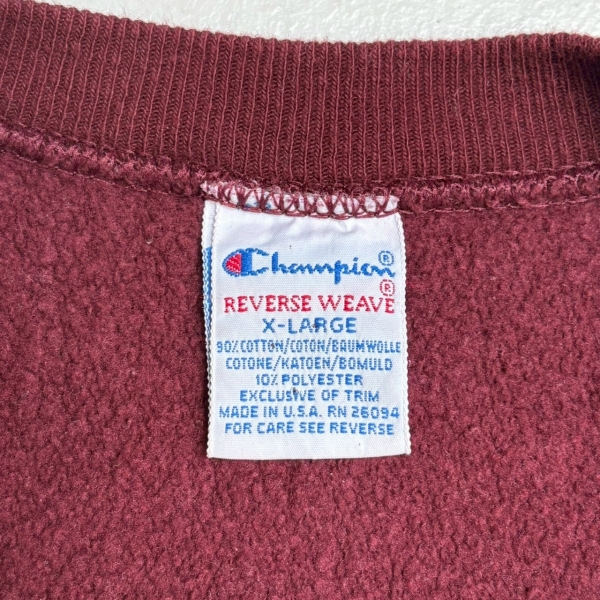 Champion®
®
REVERSE WEAVE
X-LARGE
90% COTTON/COTON/BAUMWOLLE
COTONE/KATOEN/BOMULD
10% POLYESTER
EXCLUSIVE OF TRIM
MADE IN U.S.A. RN 26094
FOR CARE SEE REVERSE